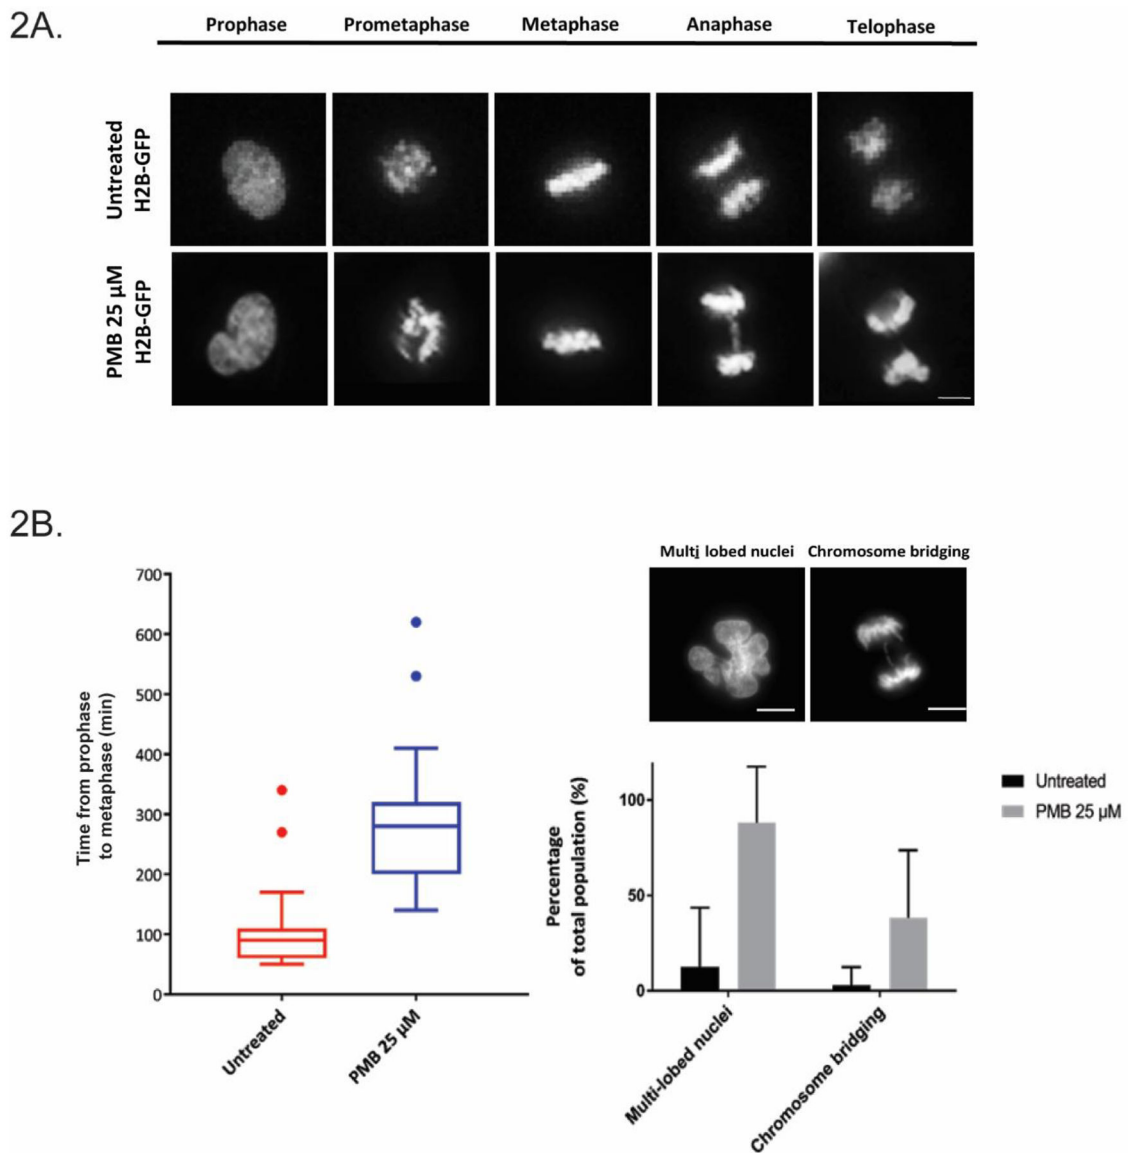 2A.
Prophase Prometaphase Metaphase Anaphase Telophase
Untreated
H2B-GFP
PMB 25 µM
H2B-GFP
2B.
Multi lobed nuclei Chromosome bridging
Time from prophase
to metaphase (min)
700
600
500
400
300
200
100
0
Untreated
PMB 25 µM
Percentage
of total population (%)
100
50
0
Multi-lobed nuclei
Chromosome bridging
Untreated
PMB 25 µM